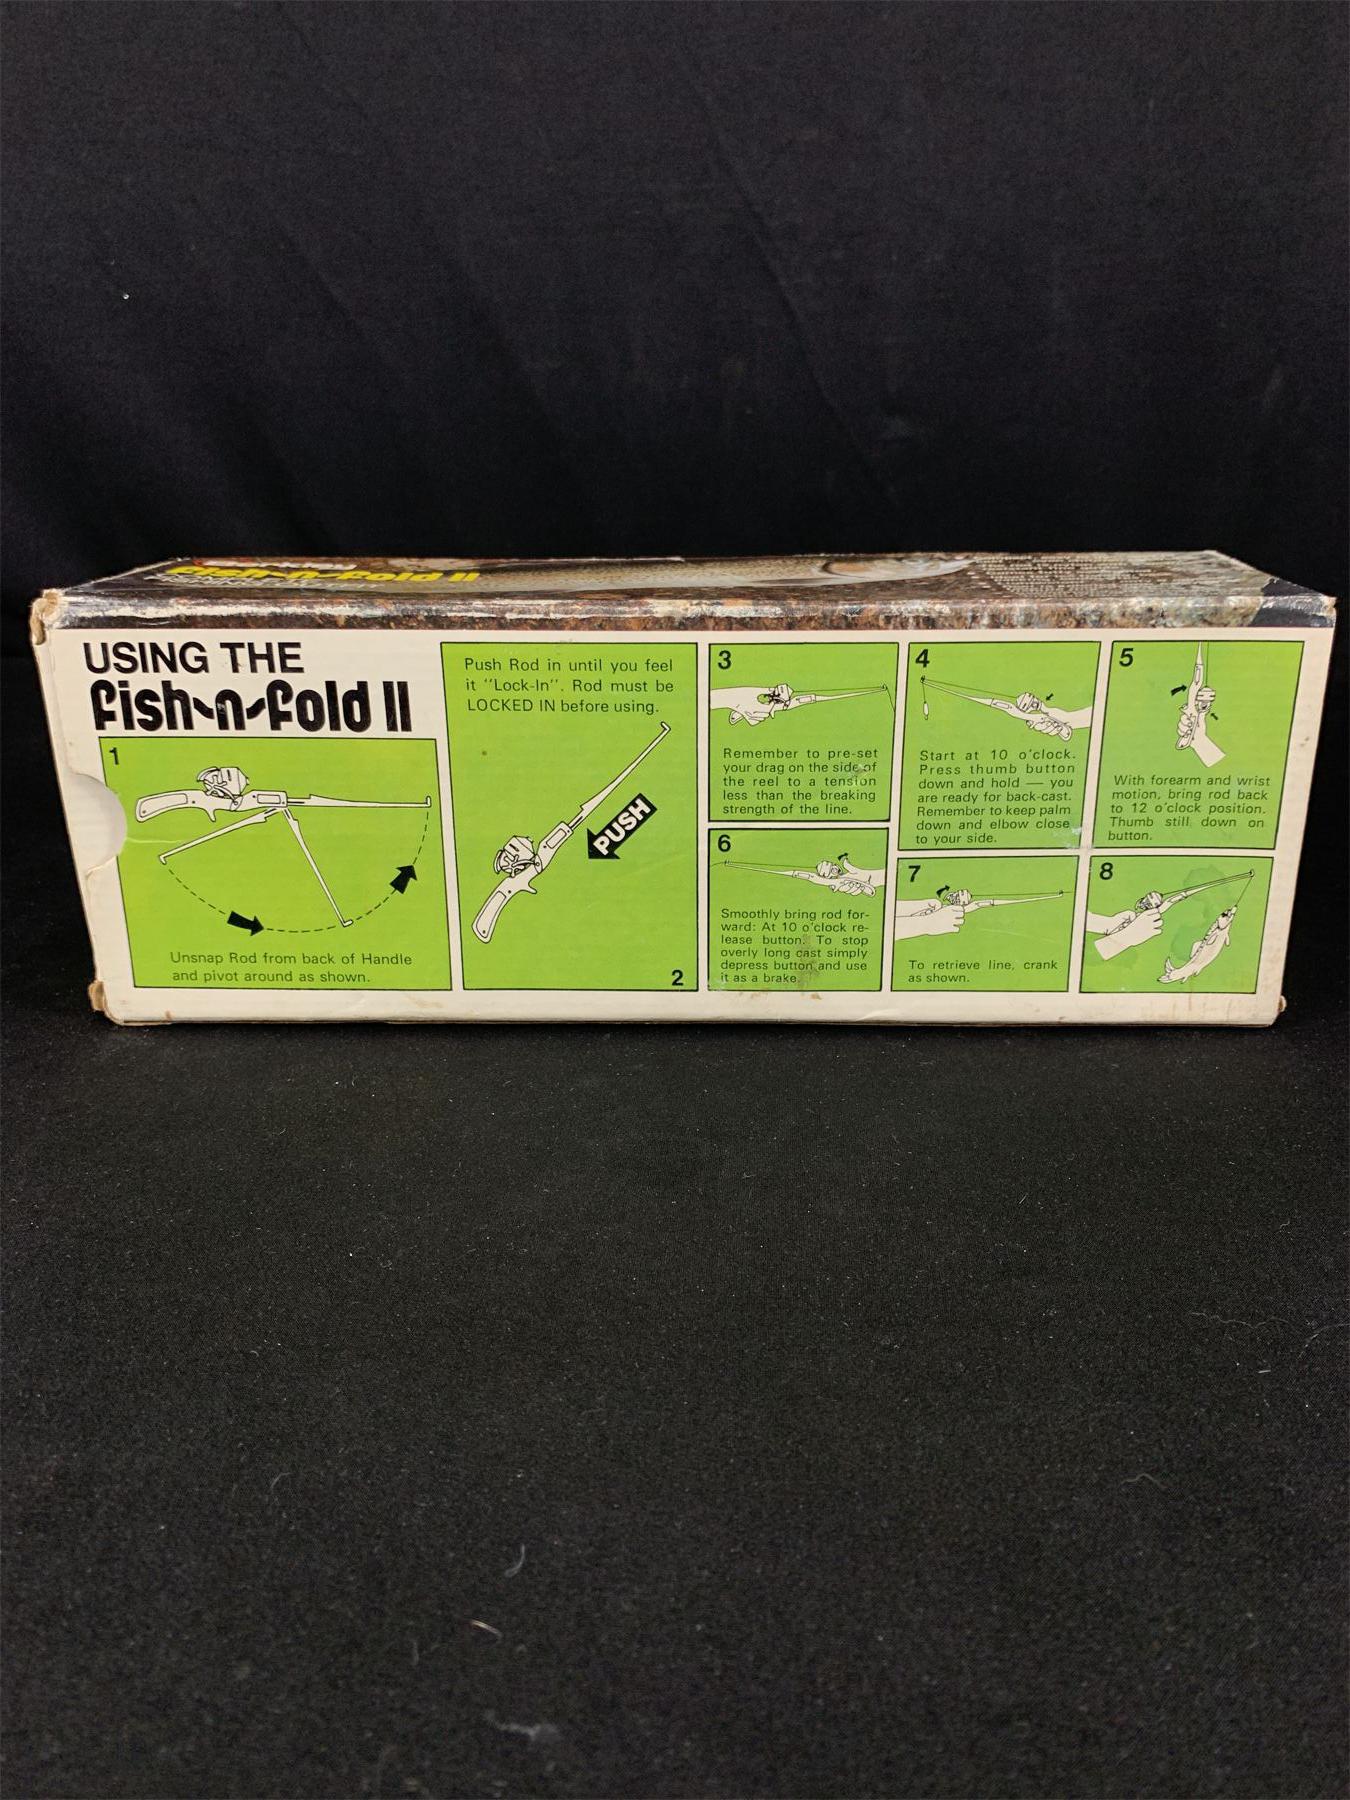 fish-n-fold II
USING THE
fish-n-fold II
1
Unsnap Rod from back of Handle
and pivot around as shown.
Push Rod in until you feel
it "Lock-In". Rod must be
LOCKED IN before using.
PUSH
2
3
Remember to pre-set
your drag on the side of
the reel to a tension
less than the breaking
strength of the line.
4
Start at 10 o'clock.
Press thumb button
down and hold — you
are ready for back-cast.
Remember to keep palm
down and elbow close
to your side.
5
With forearm and wrist
motion, bring rod back
to 12 o'clock position.
Thumb still down on
button.
6
Smoothly bring rod for-
ward: At 10 o'clock re-
lease button. To stop
overly long cast simply
depress button and use
it as a brake.
7
To retrieve line, crank
as shown.
8